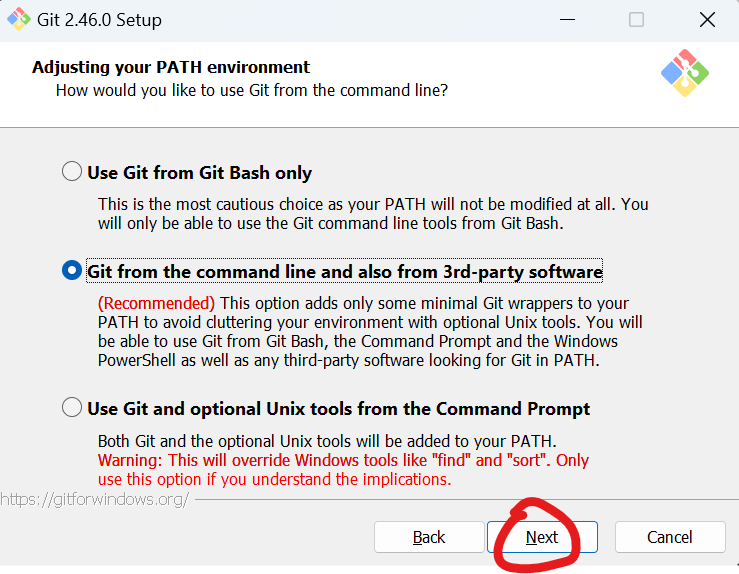 Git 2.46.0 Setup
Adjusting your PATH environment
How would you like to use Git from the command line?
Use Git from Git Bash only
This is the most cautious choice as your PATH will not be modified at all. You
will only be able to use the Git command line tools from Git Bash.
Git from the command line and also from 3rd-party software
(Recommended) This option adds only some minimal Git wrappers to your
PATH to avoid cluttering your environment with optional Unix tools. You will
be able to use Git from Git Bash, the Command Prompt and the Windows
PowerShell as well as any third-party software looking for Git in PATH.
Use Git and optional Unix tools from the Command Prompt
Both Git and the optional Unix tools will be added to your PATH.
Warning: This will override Windows tools like "find" and "sort". Only
use this option if you understand the implications.
https://gitforwindows.org/
Back Next Cancel